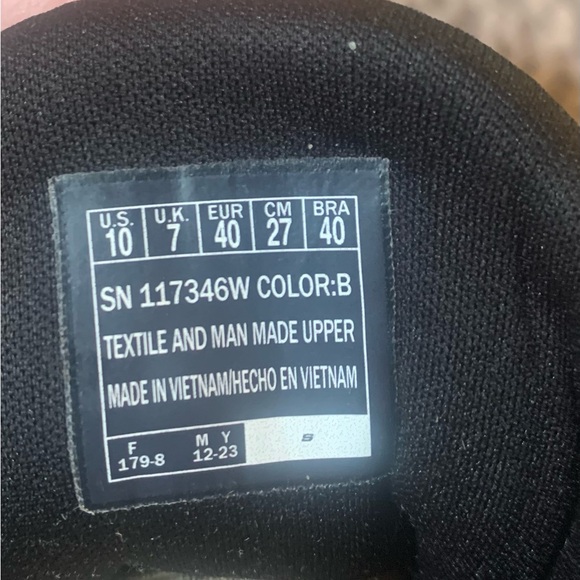 U.S. U.K. EUR CM BRA
10 7 40 27 40
SN 117346W COLOR:B
TEXTILE AND MAN MADE UPPER
MADE IN VIETNAM/HECHO EN VIETNAM
F M Y
179-8 12-23
S